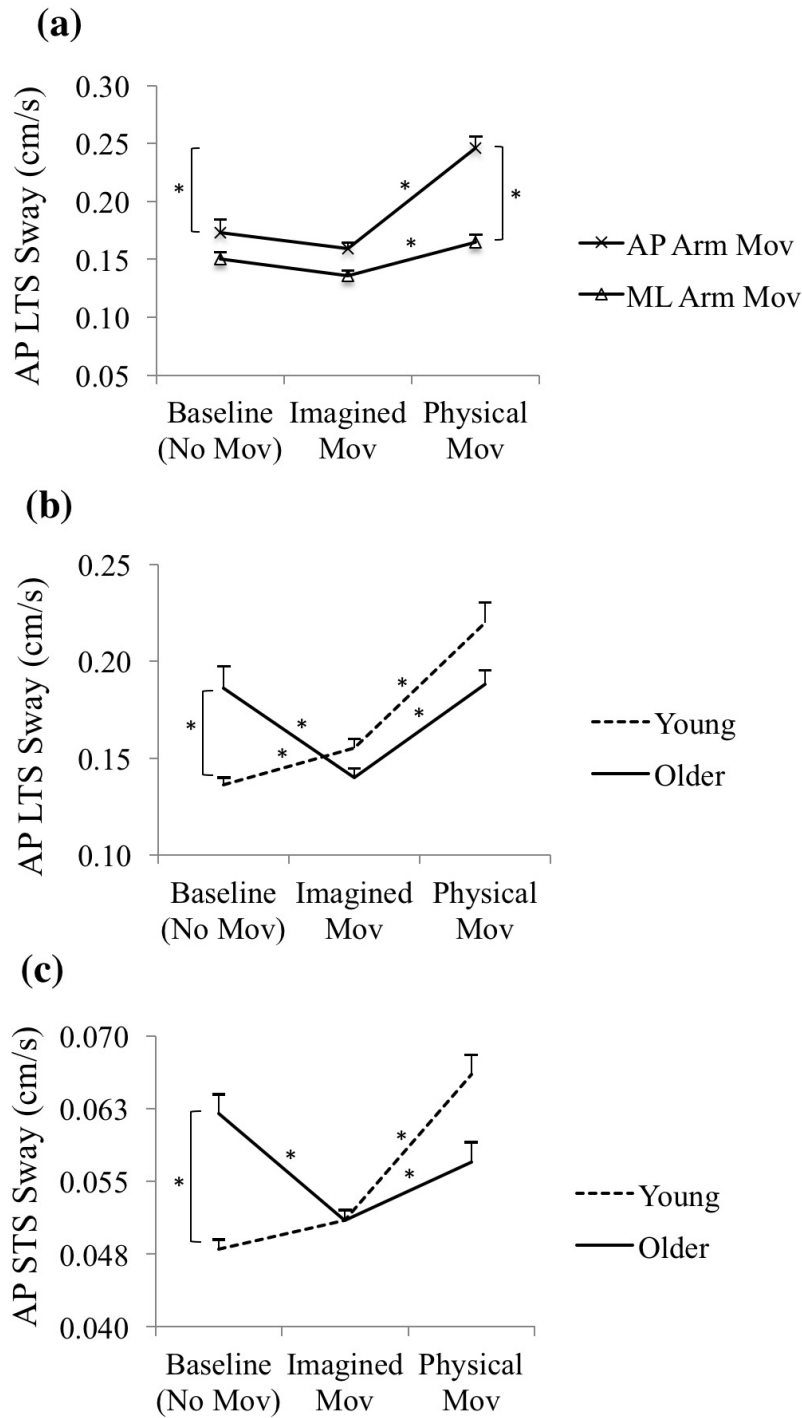 (a)
AP LTS Sway (cm/s)
0.30
0.25
0.20
0.15
0.10
0.05
*
*
*
*
Baseline
(No Mov)
Imagined
Mov
Physical
Mov
AP Arm Mov
ML Arm Mov
(b)
AP LTS Sway (cm/s)
0.25
0.20
0.15
0.10
*
*
*
*
*
Baseline
(No Mov)
Imagined
Mov
Physical
Mov
Young
Older
(c)
AP STS Sway (cm/s)
0.070
0.063
0.055
0.048
0.040
*
*
*
*
Baseline
(No Mov)
Imagined
Mov
Physical
Mov
Young
Older